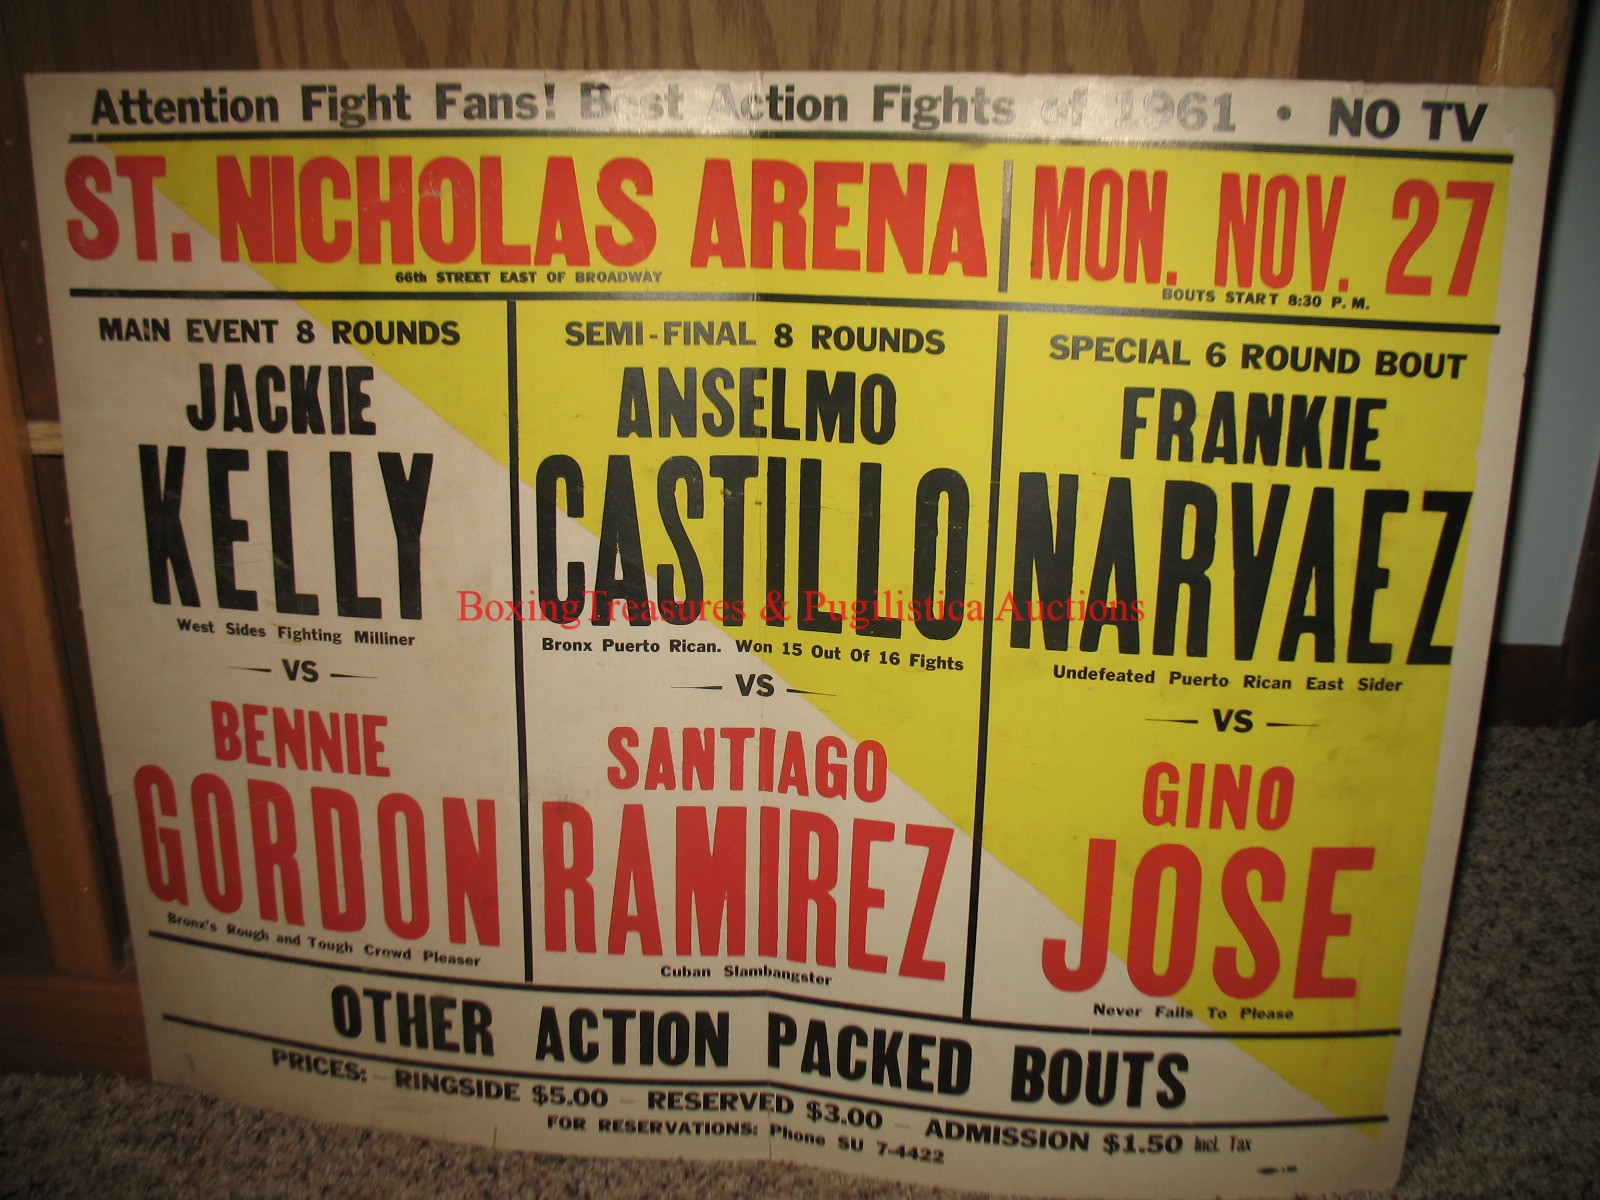 Attention Fight Fans! Best Action Fights of 1961 • NO TV
ST. NICHOLAS ARENA
66th STREET EAST OF BROADWAY
MON. NOV. 27
BOUTS START 8:30 P. M.
MAIN EVENT 8 ROUNDS
JACKIE
KELLY
West Sides Fighting Milliner
VS
BENNIE
GORDON
Bronx's Rough and Tough Crowd Pleaser
SEMI-FINAL 8 ROUNDS
ANSELMO
CASTILLO
Bronx Puerto Rican. Won 15 Out Of 16 Fights
VS
SANTIAGO
RAMIREZ
Cuban Slambangster
SPECIAL 6 ROUND BOUT
FRANKIE
NARVAEZ
Undefeated Puerto Rican East Sider
VS
GINO
JOSE
Never Fails To Please
BoxingTreasures & Pugilistica Auctions
OTHER ACTION PACKED BOUTS
PRICES: - RINGSIDE $5.00 - RESERVED $3.00 - ADMISSION $1.50 Incl. Tax
FOR RESERVATIONS: Phone SU 7-4422